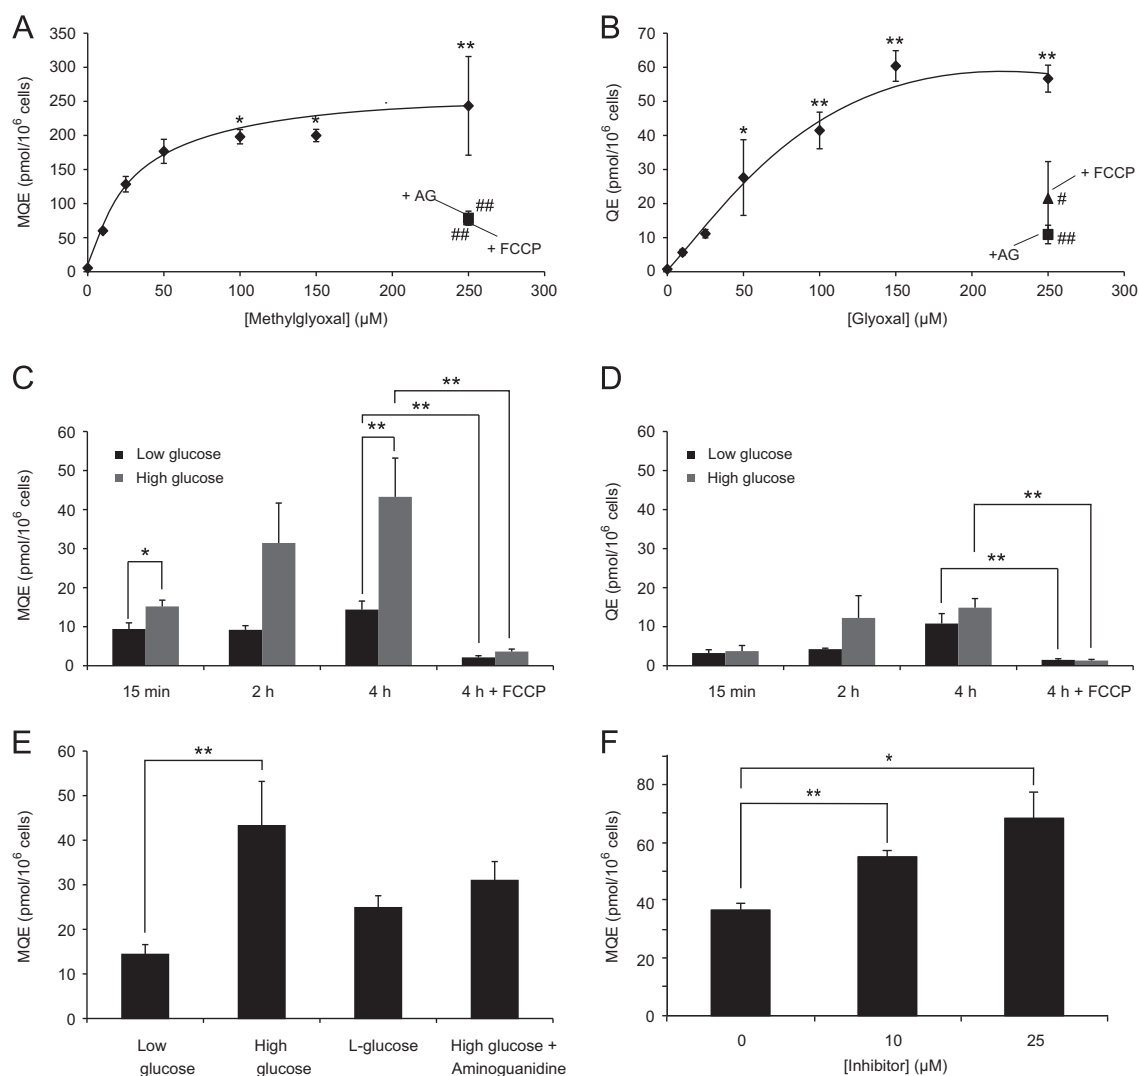 A
MQE (pmol/10⁶ cells)
350
300
250
200
150
100
50
0
0 50 100 150 200 250 300
[Methylglyoxal] (µM)
*
*
**
+ AG
##
##
+ FCCP
B
QE (pmol/10⁶ cells)
70
60
50
40
30
20
10
0
0 50 100 150 200 250 300
[Glyoxal] (µM)
*
**
**
**
+ FCCP
#
##
+AG
C
MQE (pmol/10⁶ cells)
60
50
40
30
20
10
0
Low glucose
High glucose
*
**
**
**
15 min 2 h 4 h 4 h + FCCP
D
QE (pmol/10⁶ cells)
60
50
40
30
20
10
0
Low glucose
High glucose
**
**
15 min 2 h 4 h 4 h + FCCP
E
MQE (pmol/10⁶ cells)
60
50
40
30
20
10
0
**
Low
glucose
High
glucose
L-glucose
High glucose +
Aminoguanidine
F
MQE (pmol/10⁶ cells)
80
60
40
20
0
*
**
0 10 25
[Inhibitor] (µM)